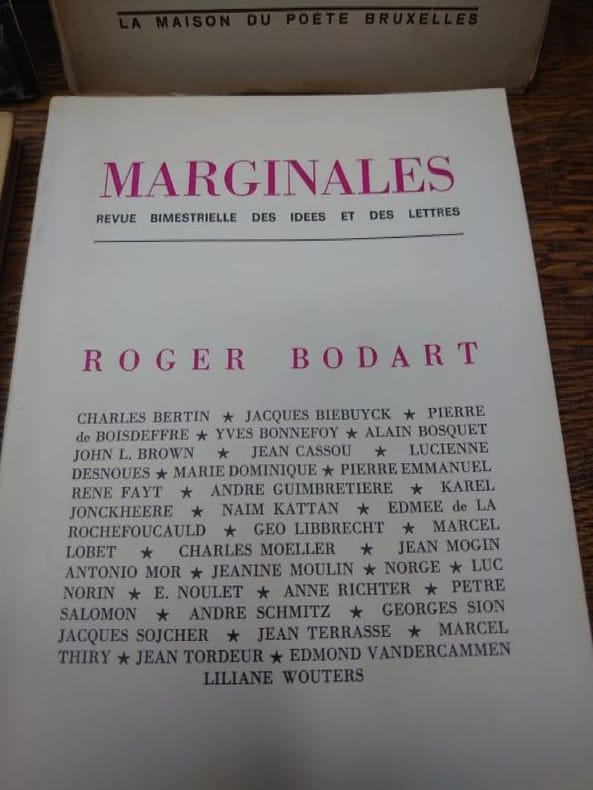 LA MAISON DU POÈTE BRUXELLES
MARGINALES
REVUE BIMESTRIELLE DES IDEES ET DES LETTRES
ROGER BODART
CHARLES BERTIN ★ JACQUES BIEBUYCK ★ PIERRE
de BOISDEFFRE ★ YVES BONNEFOY ★ ALAIN BOSQUET
JOHN L. BROWN ★ JEAN CASSOU ★ LUCIENNE
DESNOUES ★ MARIE DOMINIQUE ★ PIERRE EMMANUEL
RENE FAYT ★ ANDRE GUIMBRETIERE ★ KAREL
JONCKHEERE ★ NAIM KATTAN ★ EDMEE de LA
ROCHEFOUCAULD ★ GEO LIBBRECHT ★ MARCEL
LOBET ★ CHARLES MOELLER ★ JEAN MOGIN
ANTONIO MOR ★ JEANINE MOULIN ★ NORGE ★ LUC
NORIN ★ E. NOULET ★ ANNE RICHTER ★ PETRE
SALOMON ★ ANDRE SCHMITZ ★ GEORGES SION
JACQUES SOJCHER ★ JEAN TERRASSE ★ MARCEL
THIRY ★ JEAN TORDEUR ★ EDMOND VANDERCAMMEN
LILIANE WOUTERS